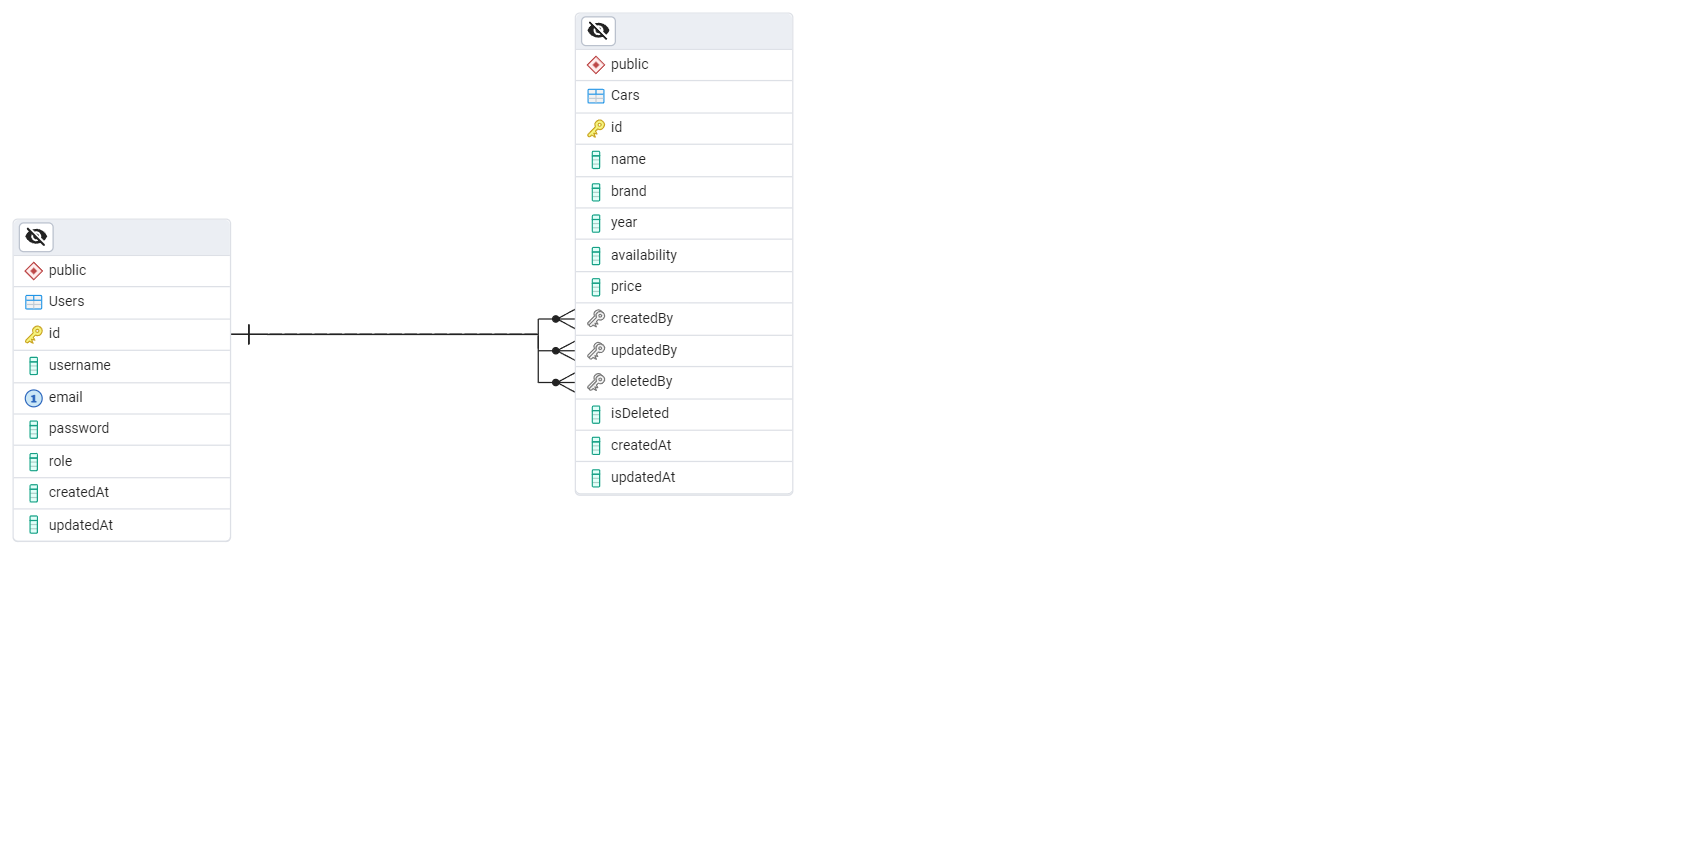 public
Users
id
username
email
password
role
createdAt
updatedAt
public
Cars
id
name
brand
year
availability
price
createdBy
updatedBy
deletedBy
isDeleted
createdAt
updatedAt